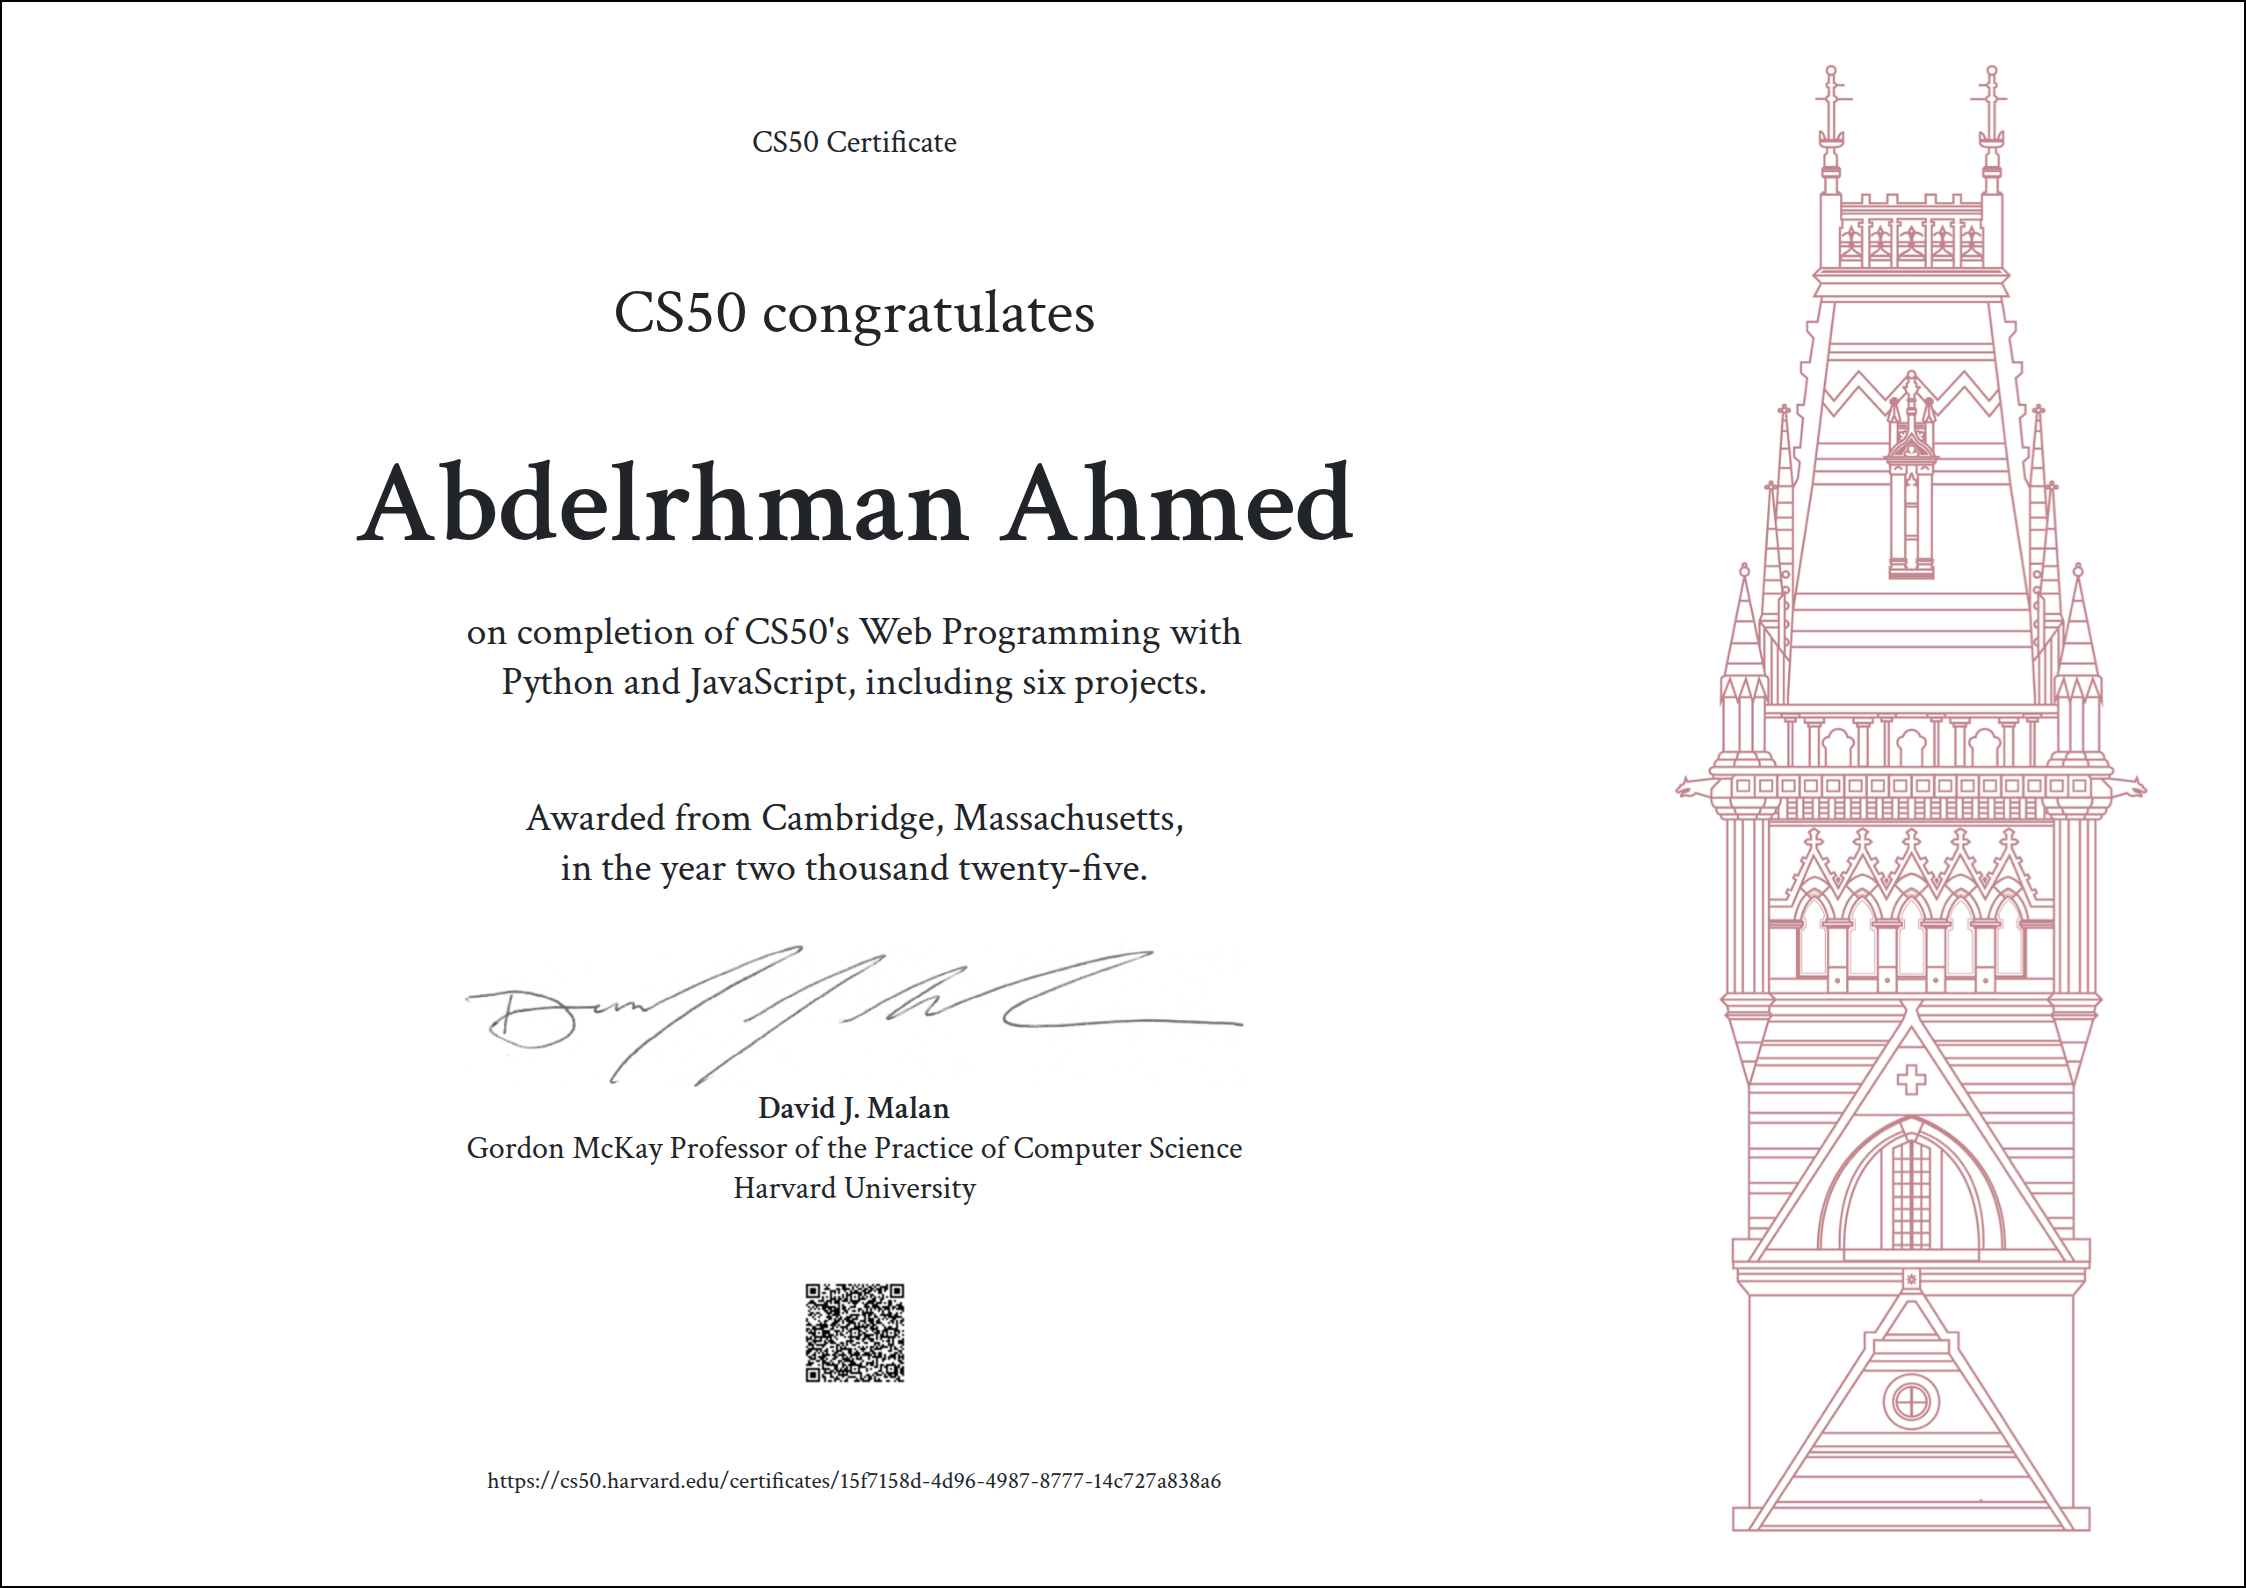 CS50 Certificate
CS50 congratulates
Abdelrhman Ahmed
on completion of CS50's Web Programming with
Python and JavaScript, including six projects.
Awarded from Cambridge, Massachusetts,
in the year two thousand twenty-five.
David J. Malan
Gordon McKay Professor of the Practice of Computer Science
Harvard University
https://cs50.harvard.edu/certificates/15f7158d-4d96-4987-8777-14c727a838a6